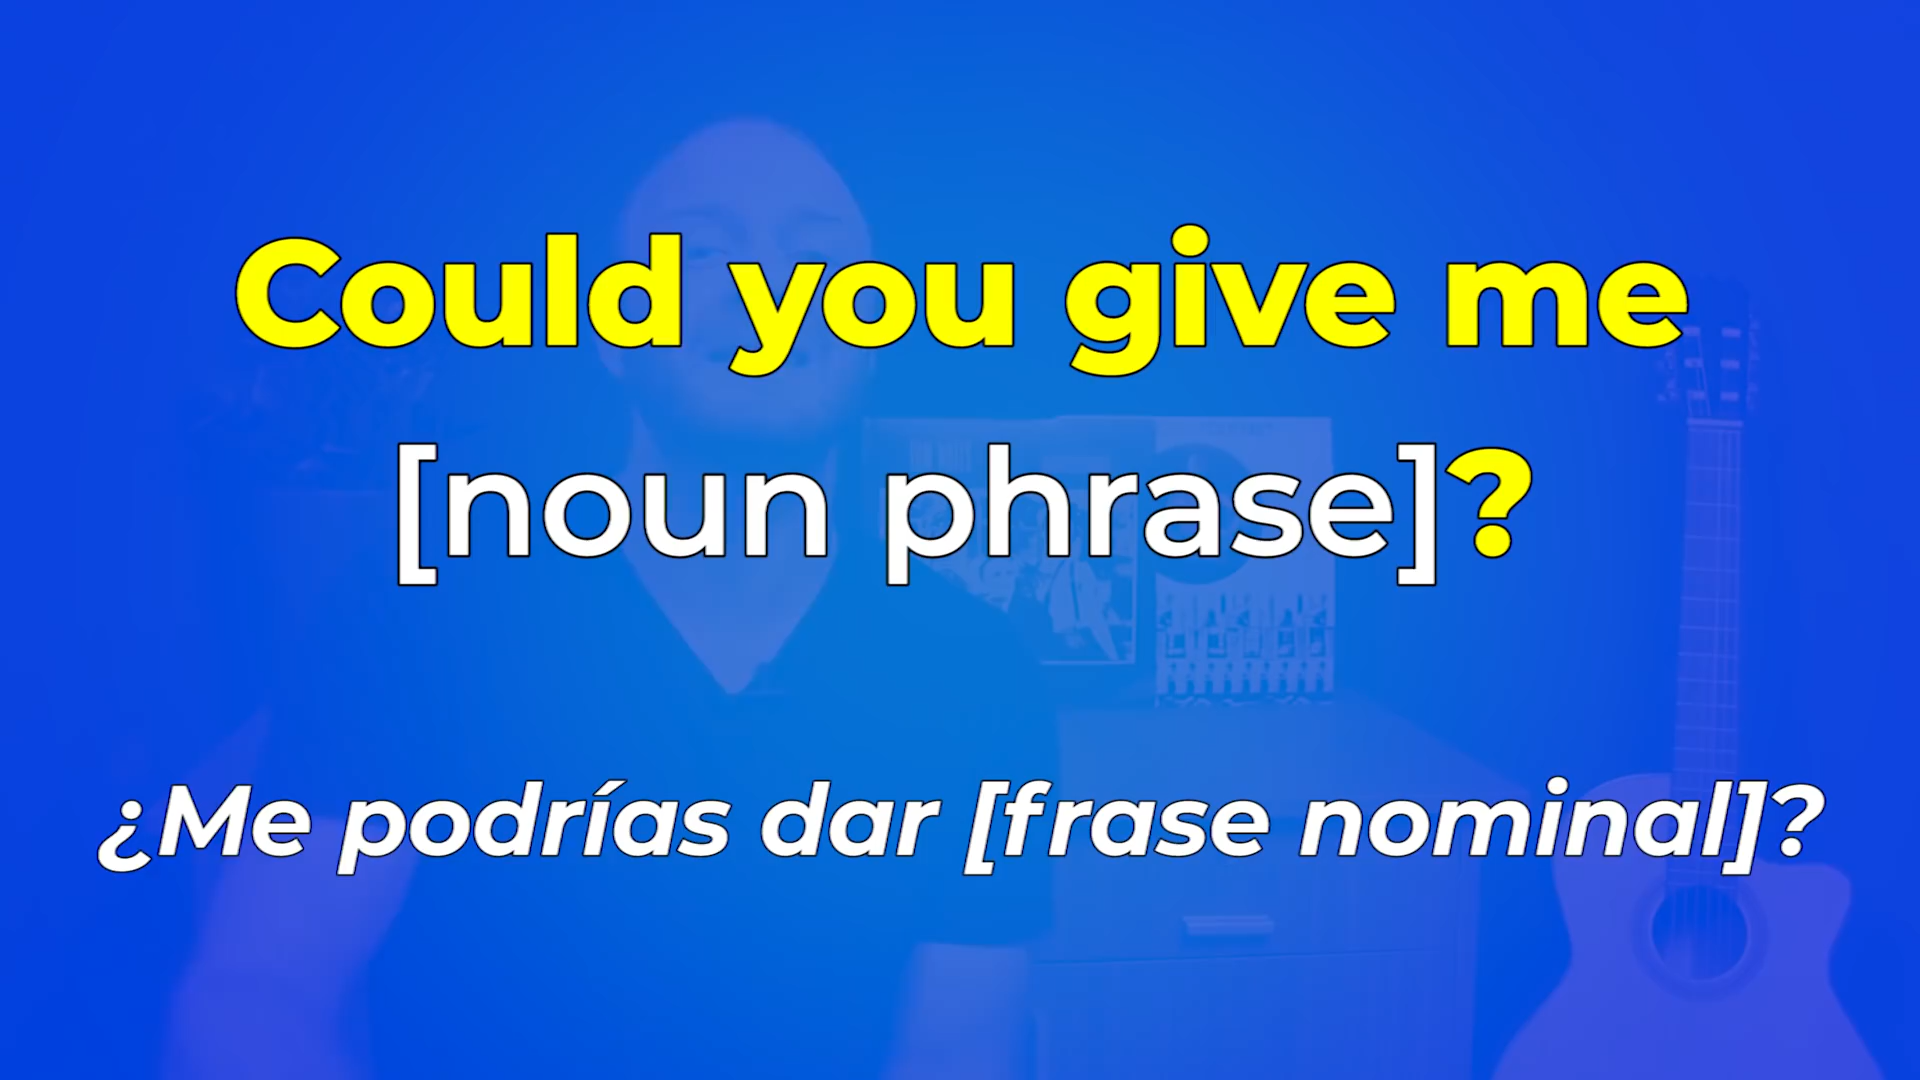 Could you give me
[noun phrase]?
¿Me podrías dar [frase nominal]?